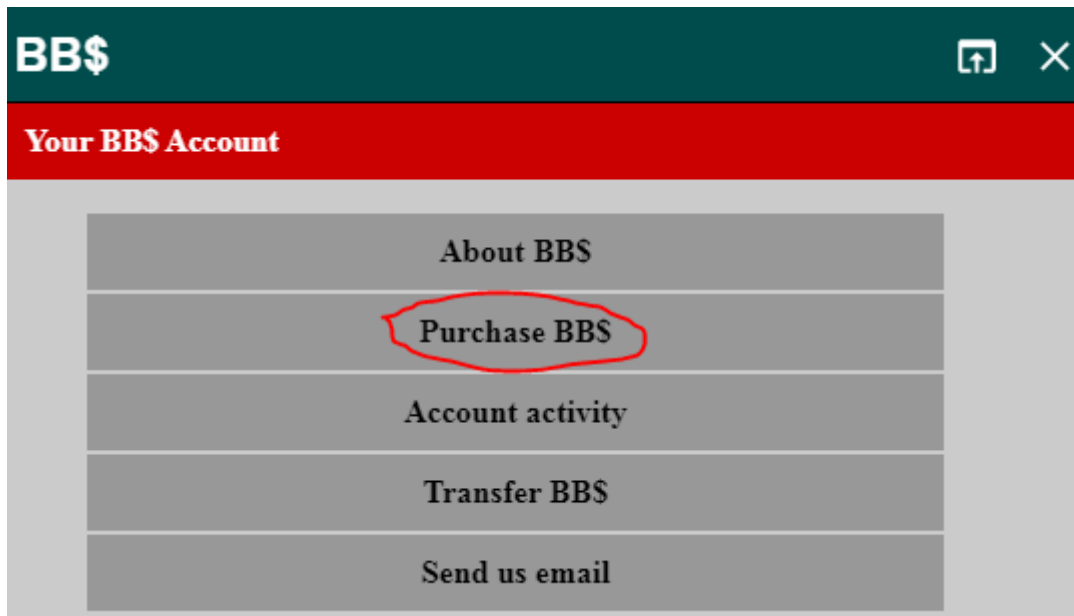 BB$
Your BB$ Account
About BB$
Purchase BB$
Account activity
Transfer BB$
Send us email